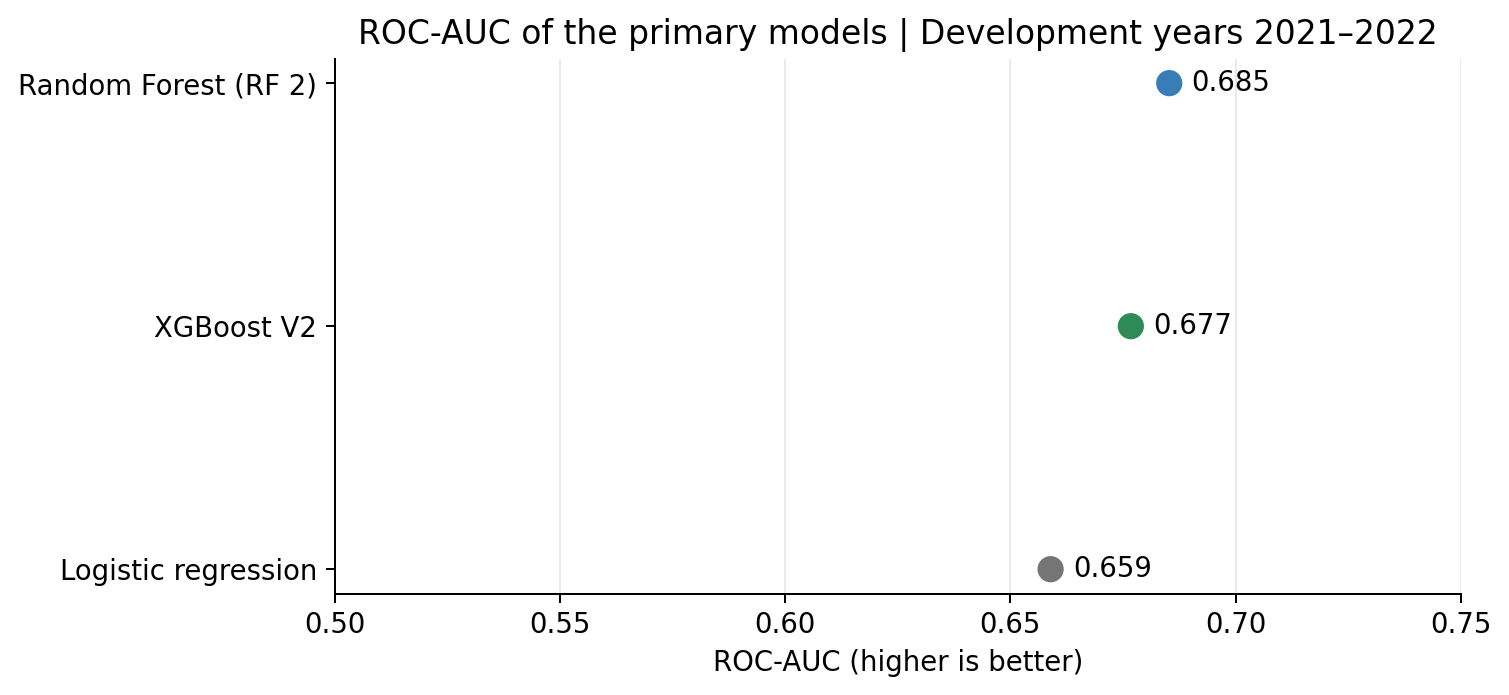 ROC-AUC of the primary models | Development years 2021–2022
Random Forest (RF 2)
0.685
XGBoost V2
0.677
Logistic regression
0.659
0.50 0.55 0.60 0.65 0.70 0.75
ROC-AUC (higher is better)